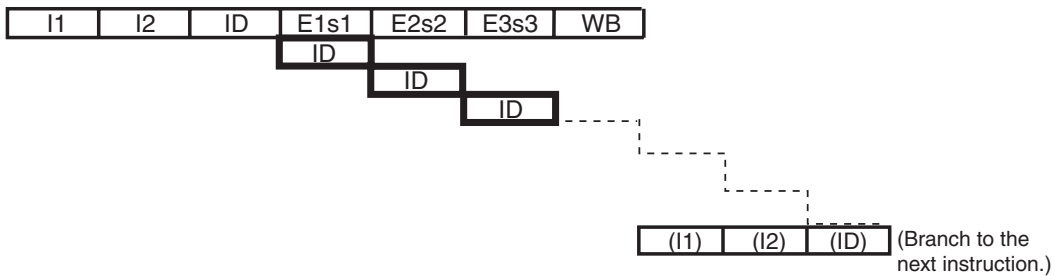 I1 I2 ID E1s1 E2s2 E3s3 WB
ID
ID
ID
(I1) (I2) (ID) (Branch to the
next instruction.)